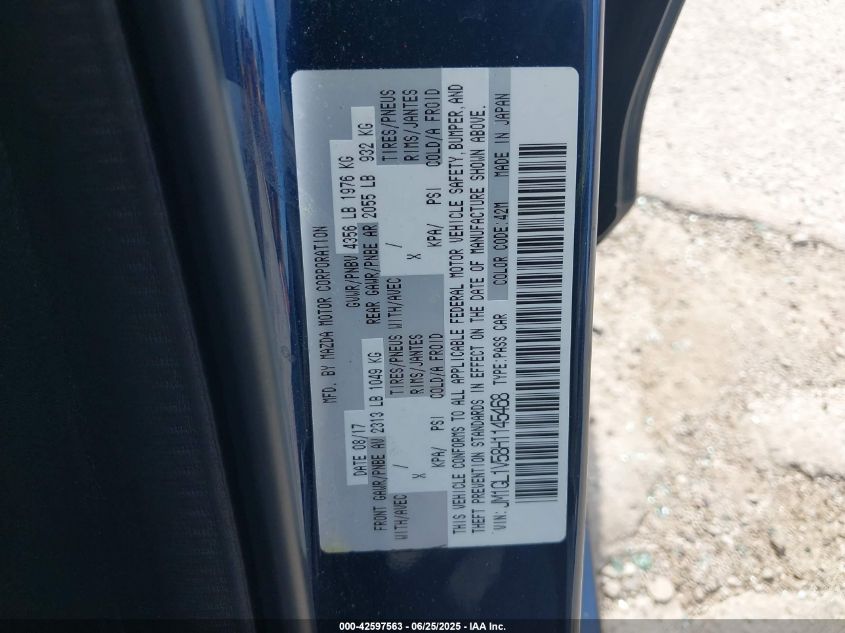 MFD. BY MAZDA MOTOR CORPORATION
DATE 08/17 GVWR/PNBV 4356 LB 1976 KG
FRONT GAWR/PNBE AV 2313 LB 1049 KG REAR GAWR/PNBE AR 2055 LB 932 KG
WITH/AVEC / TIRES/PNEUS WITH/AVEC / TIRES/PNEUS
X RIMS/JANTES X RIMS/JANTES
KPA/ PSI COLD/A FROID KPA/ PSI COLD/A FROID
THIS VEHICLE CONFORMS TO ALL APPLICABLE FEDERAL MOTOR VEHICLE SAFETY, BUMPER, AND
THEFT PREVENTION STANDARDS IN EFFECT ON THE DATE OF MANUFACTURE SHOWN ABOVE.
VIN: JM1GL1V58H1145468 TYPE:PASS CAR COLOR CODE: 42M MADE IN JAPAN
000-42597563 / 06/25/2025 - IAA Inc.